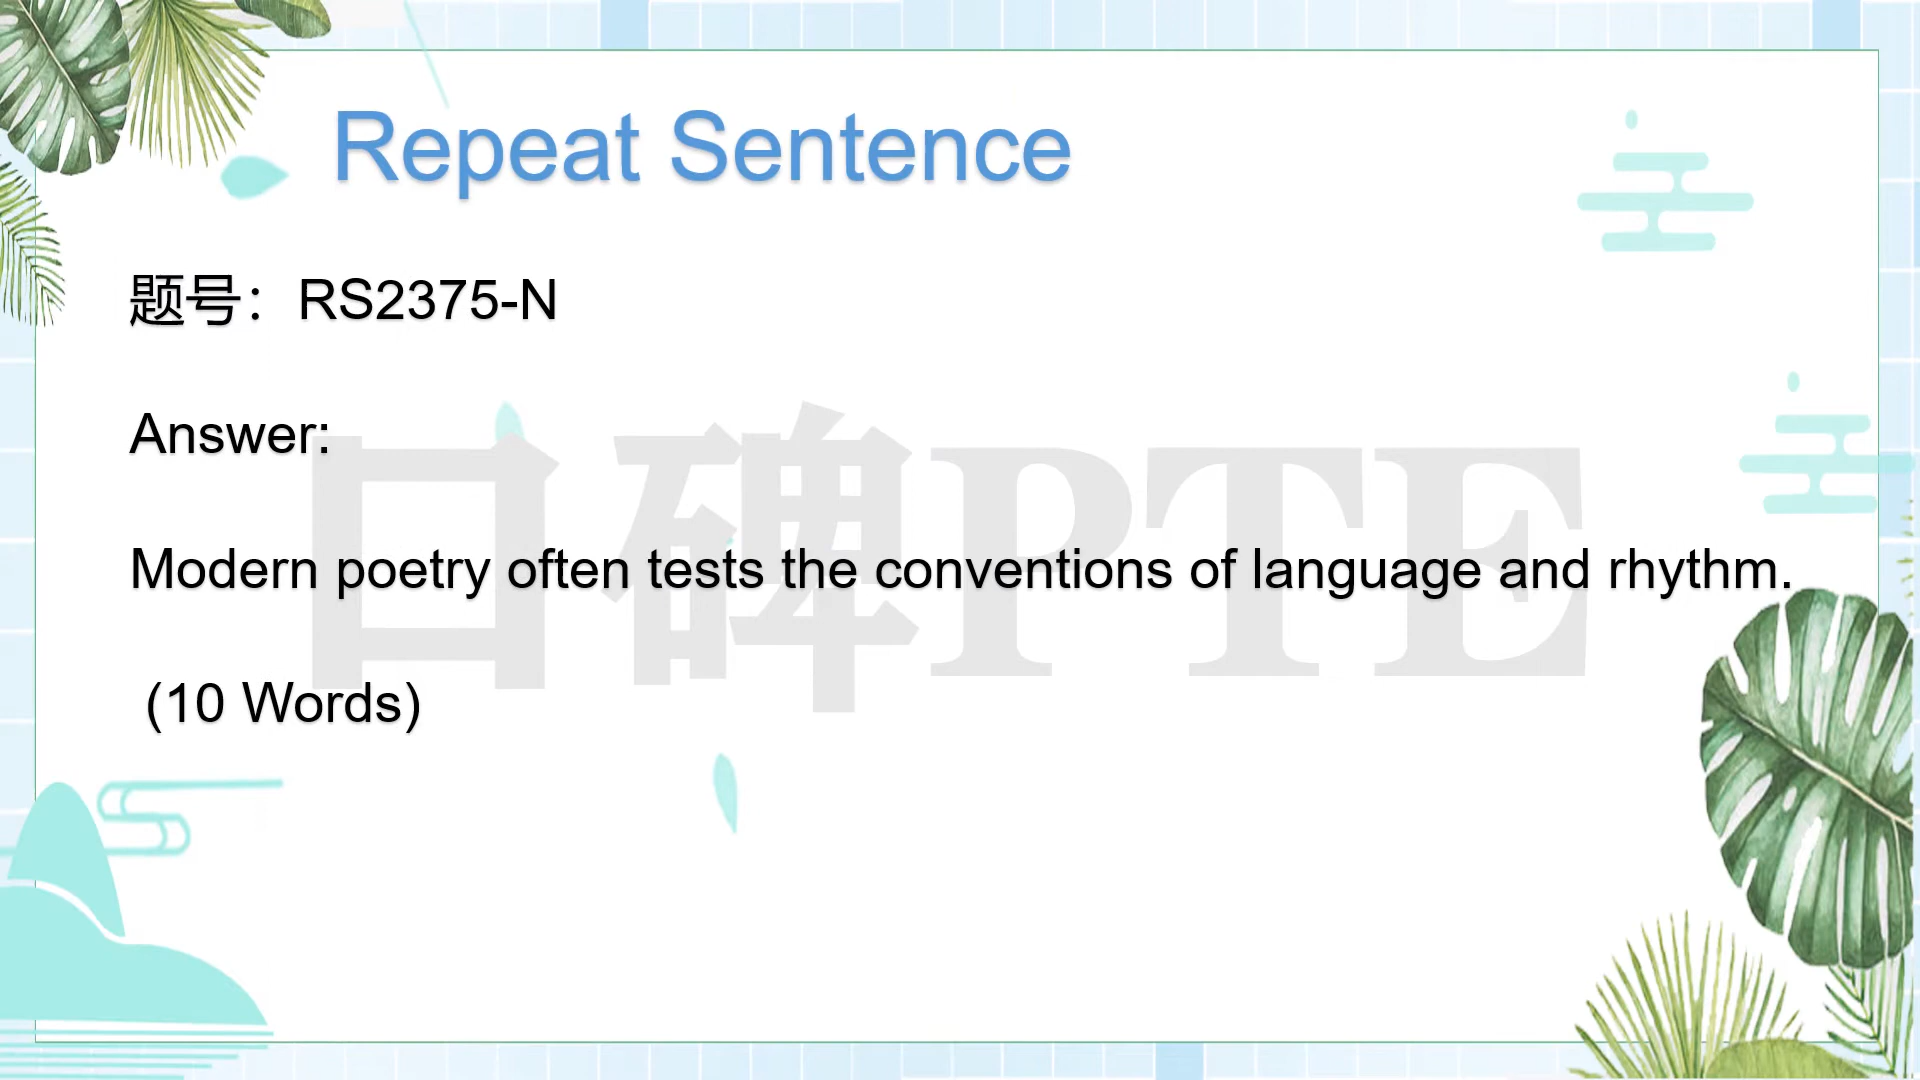 Repeat Sentence
题号：RS2375-N
Answer:
口碑PTE
Modern poetry often tests the conventions of language and rhythm.
(10 Words)